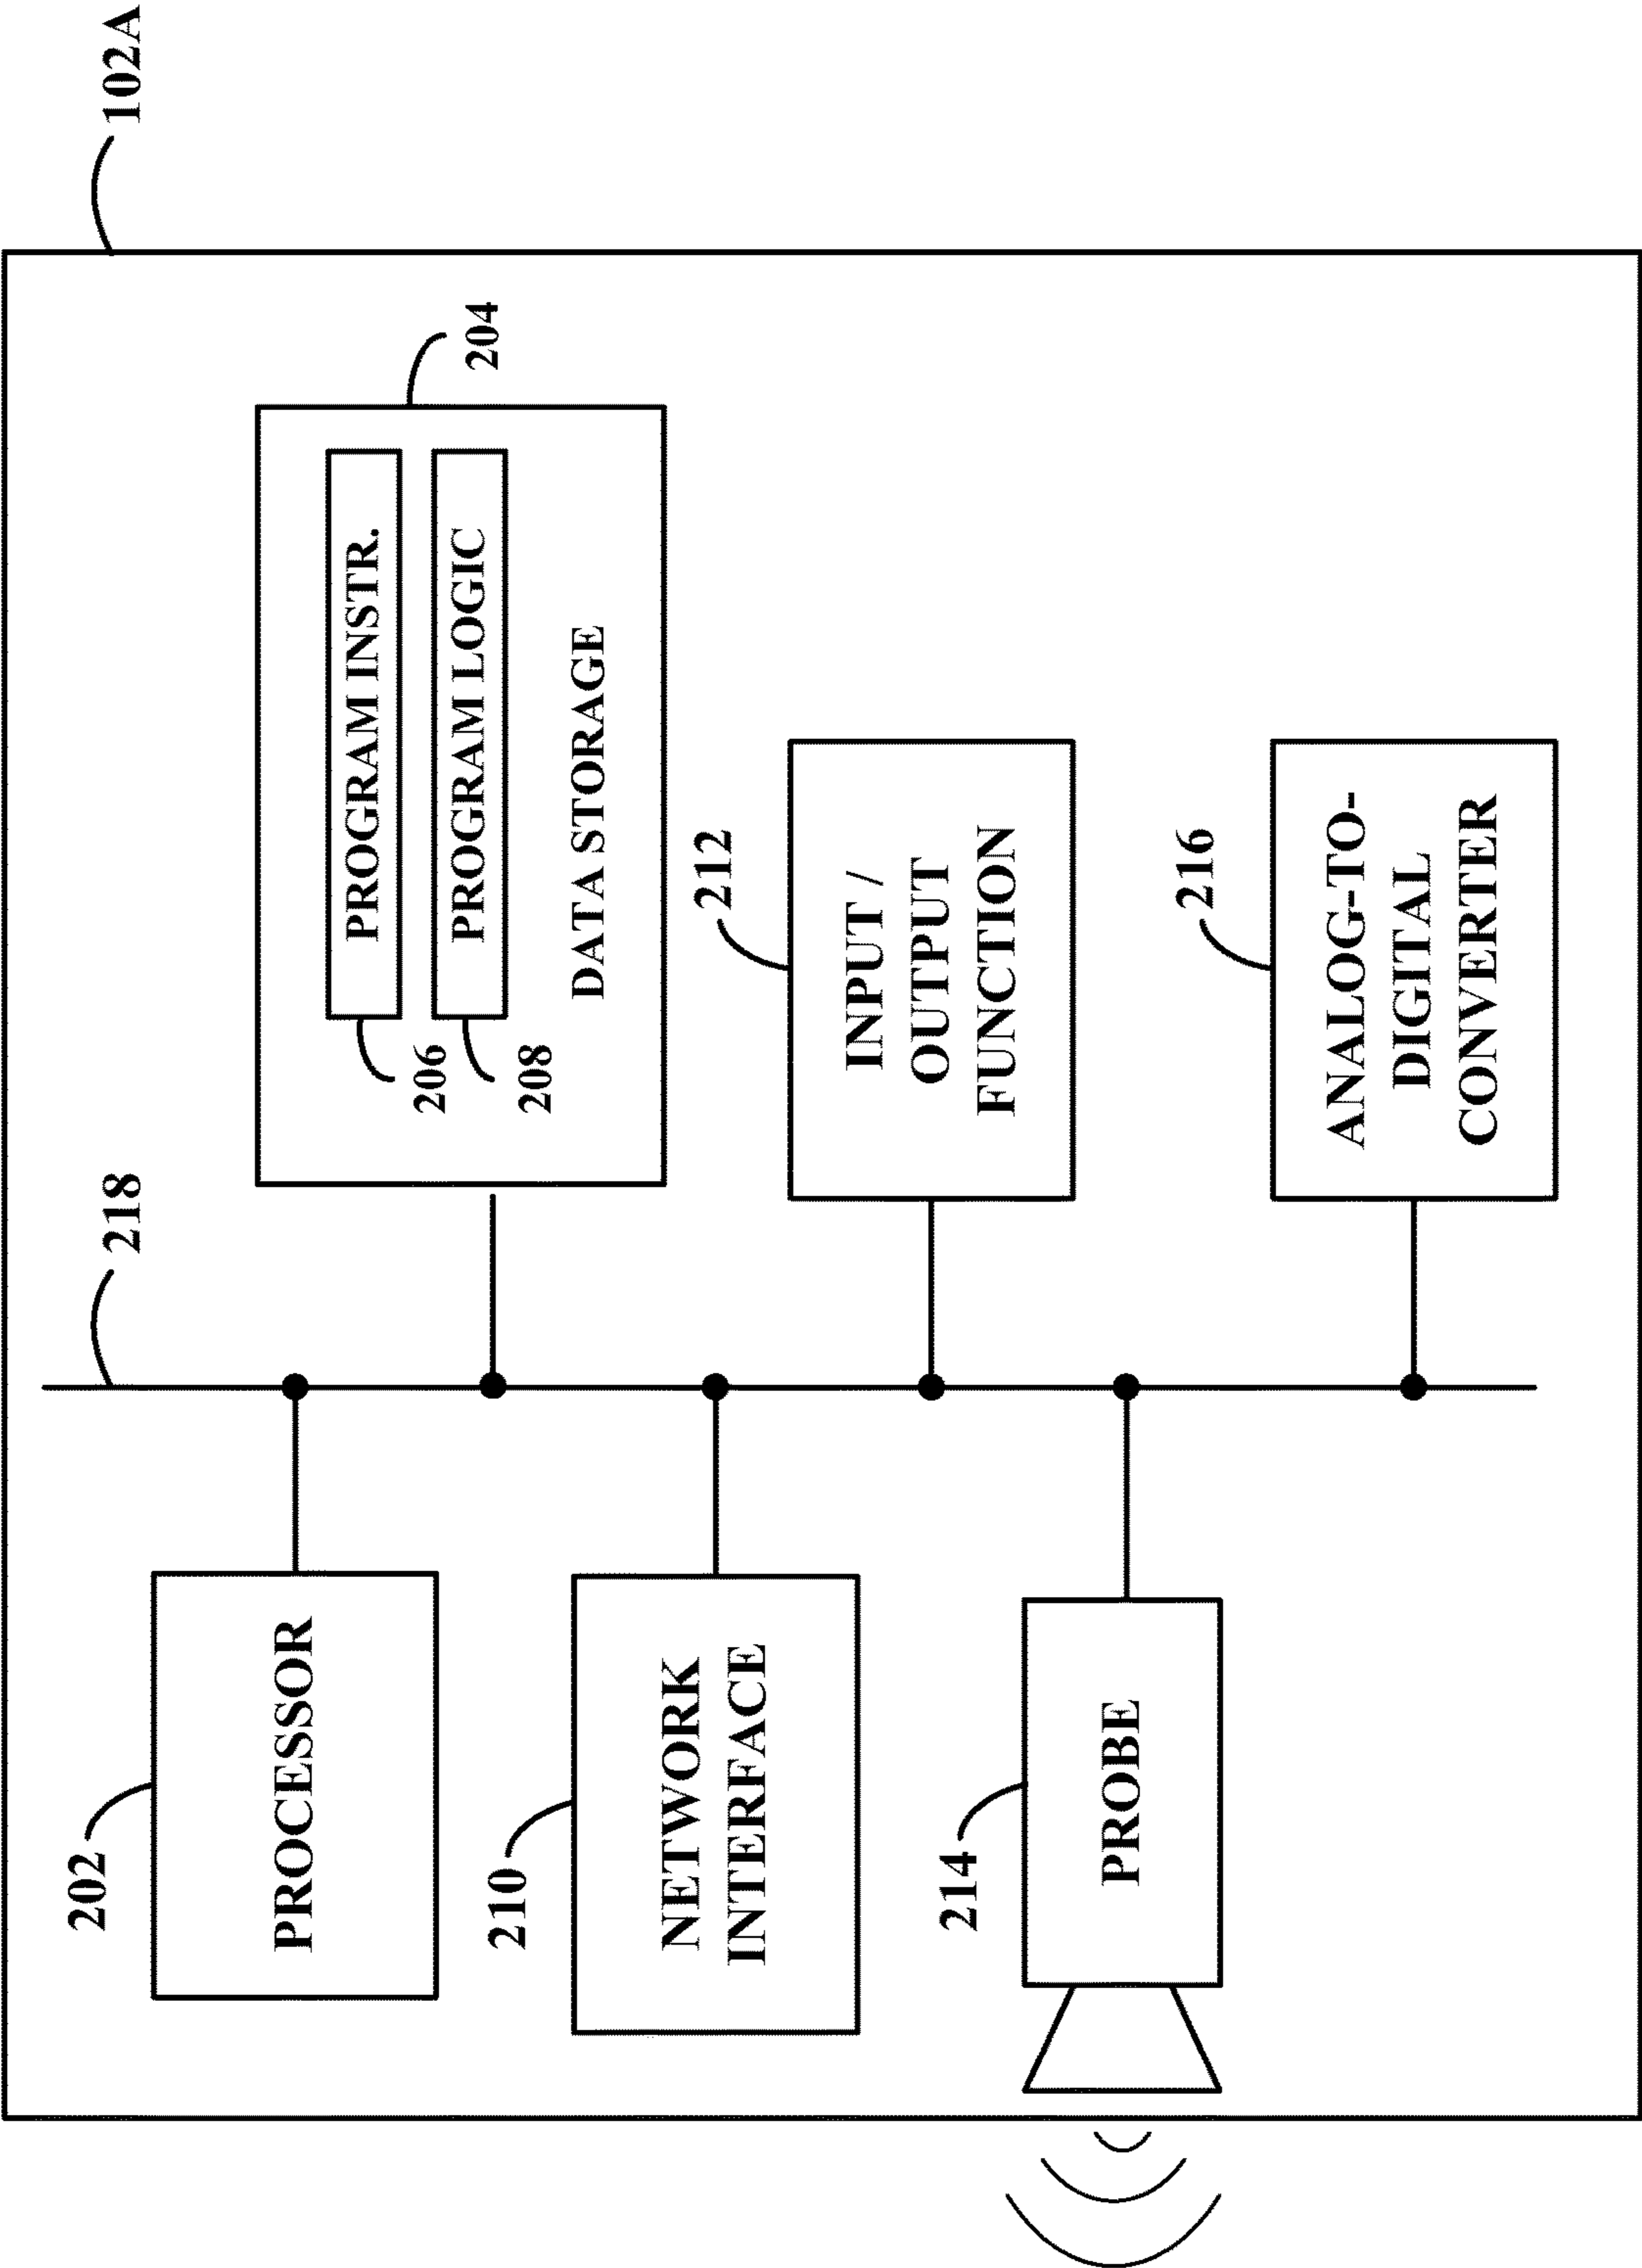 102A
218
202
PROCESSOR
204
PROGRAM INSTR.
206
PROGRAM LOGIC
208
DATA STORAGE
210
NETWORK
INTERFACE
212
INPUT /
OUTPUT
FUNCTION
214
PROBE
216
ANALOG-TO-
DIGITAL
CONVERTER